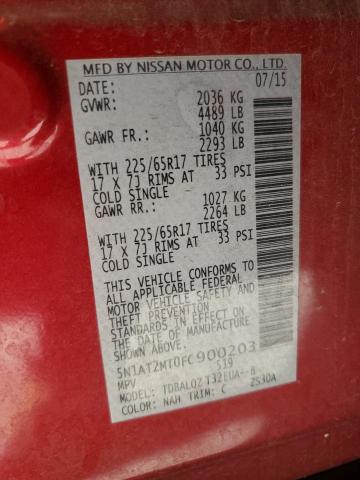 MFD BY NISSAN MOTOR CO., LTD.
DATE: 07/15
GVWR: 2036 KG
4489 LB
GAWR FR.: 1040 KG
2293 LB
WITH 225/65R17 TIRES
17 X 7J RIMS AT 33 PSI
COLD SINGLE
GAWR RR.: 1027 KG
2264 LB
WITH 225/65R17 TIRES
17 X 7J RIMS AT 33 PSI
COLD SINGLE
THIS VEHICLE CONFORMS TO
ALL APPLICABLE FEDERAL
MOTOR VEHICLE SAFETY AND
THEFT PREVENTION
STANDARDS IN EFFECT ON
THE DATE OF MANUFACTURE
SHOWN ABOVE.
5N1AT2MT0FC900203
MPV S19
MODEL: TDBALQZ T32EUA--B
COLOR: NAH TRIM: C ZS30A